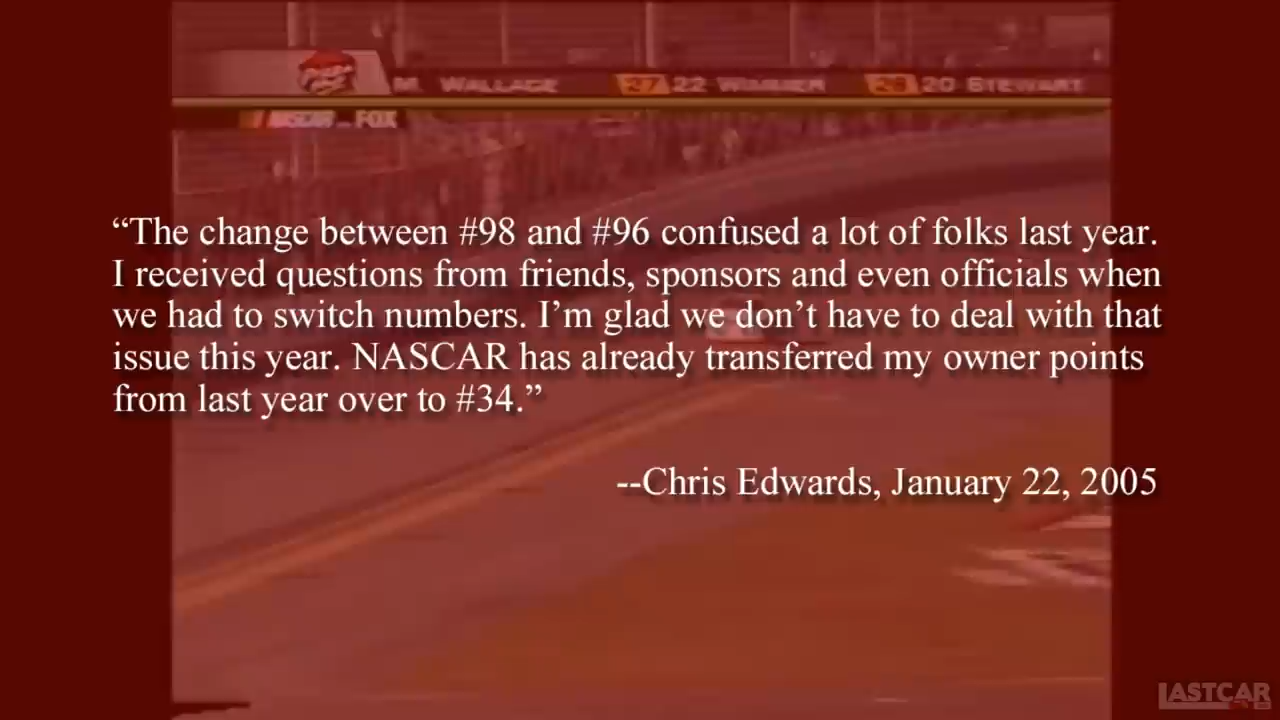 M. WALLACE 27 22 WIMMER 28 20 STEWART
NASCAR ON FOX
“The change between #98 and #96 confused a lot of folks last year.
I received questions from friends, sponsors and even officials when
we had to switch numbers. I’m glad we don’t have to deal with that
issue this year. NASCAR has already transferred my owner points
from last year over to #34.”
--Chris Edwards, January 22, 2005
LASTCAR